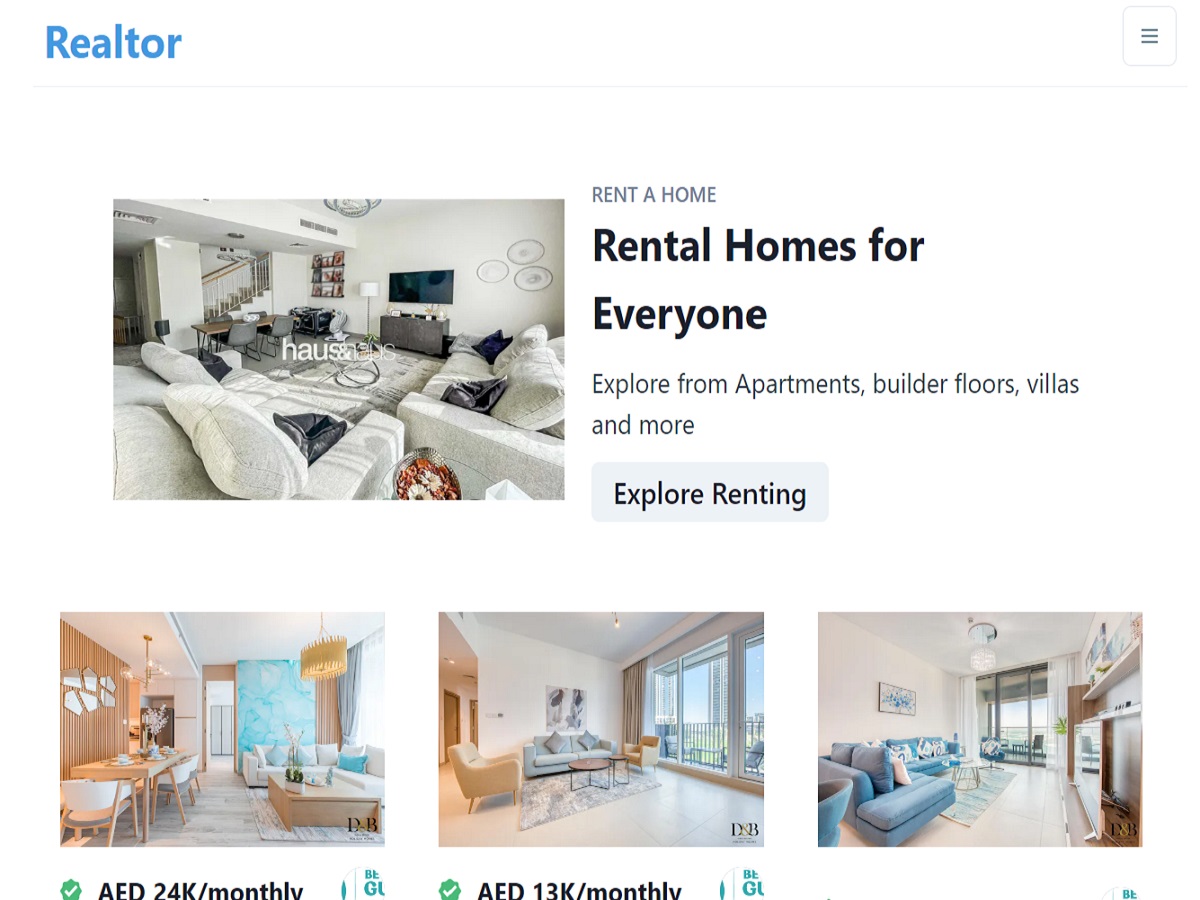 Realtor
RENT A HOME
Rental Homes for
Everyone
Explore from Apartments, builder floors, villas
and more
Explore Renting
haus&haus
D&B
D&B
D&B
AED 24K/monthly
BE
GU
AED 13K/monthly
BE
GU
BE